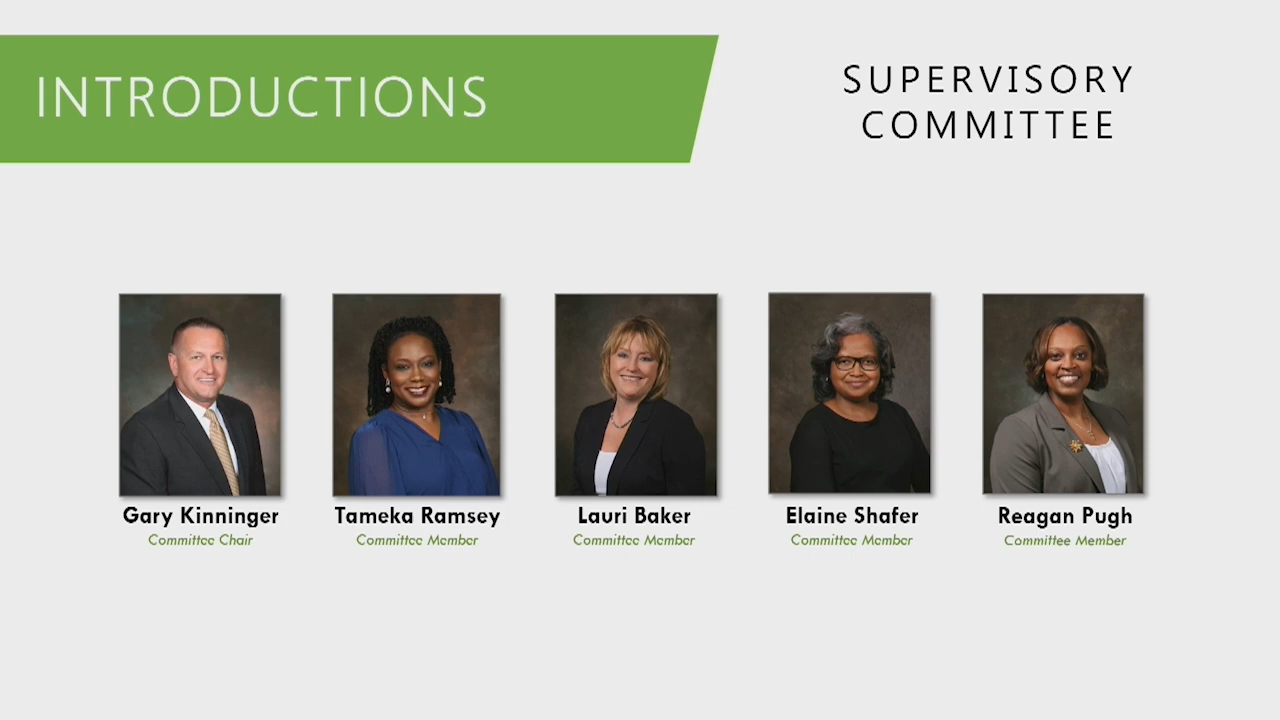 INTRODUCTIONS
SUPERVISORY
COMMITTEE
Gary Kinninger
Committee Chair
Tameka Ramsey
Committee Member
Lauri Baker
Committee Member
Elaine Shafer
Committee Member
Reagan Pugh
Committee Member